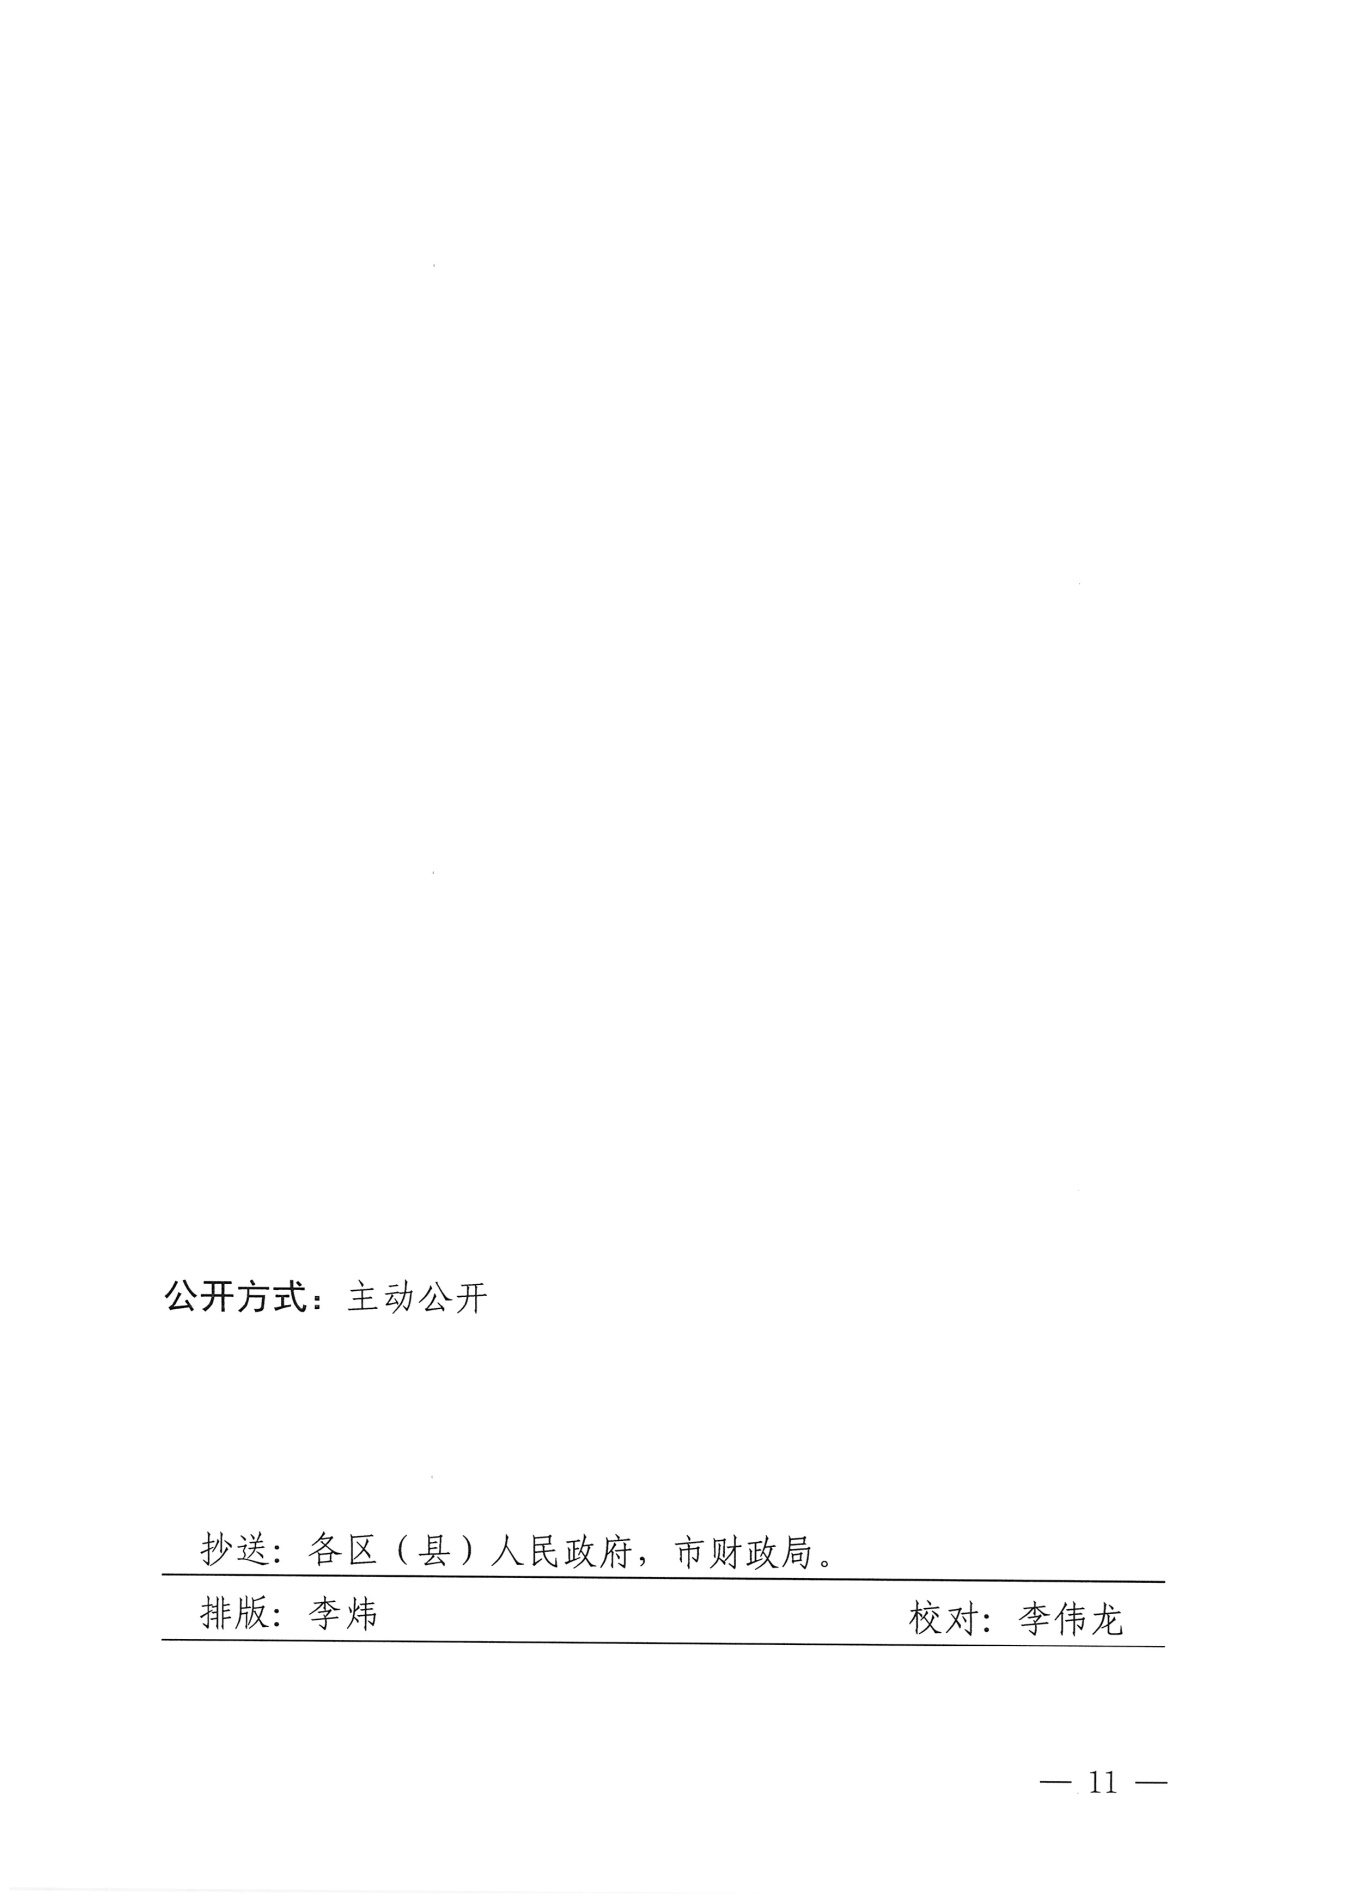 公开方式：主动公开
抄送：各区（县）人民政府，市财政局。
排版：李炜 校对：李伟龙
— 11 —